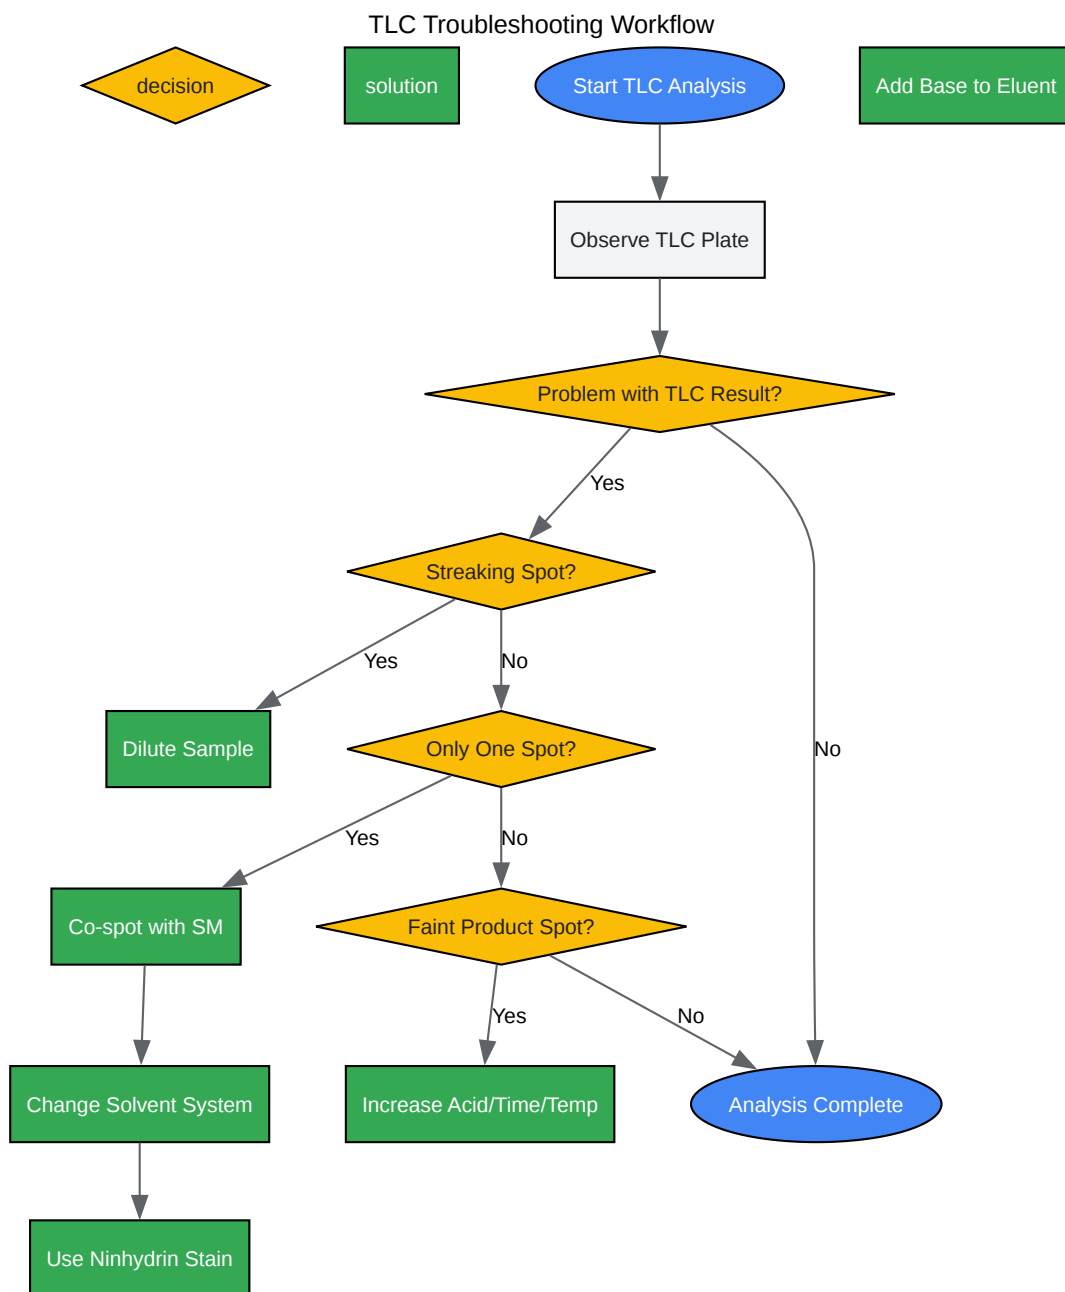 TLC Troubleshooting Workflow
decision
solution
Start TLC Analysis
Add Base to Eluent
Observe TLC Plate
Problem with TLC Result?
Yes
Streaking Spot?
Yes
No
Dilute Sample
Only One Spot?
No
Yes
No
Co-spot with SM
Faint Product Spot?
Yes
No
Change Solvent System
Increase Acid/Time/Temp
Analysis Complete
Use Ninhydrin Stain